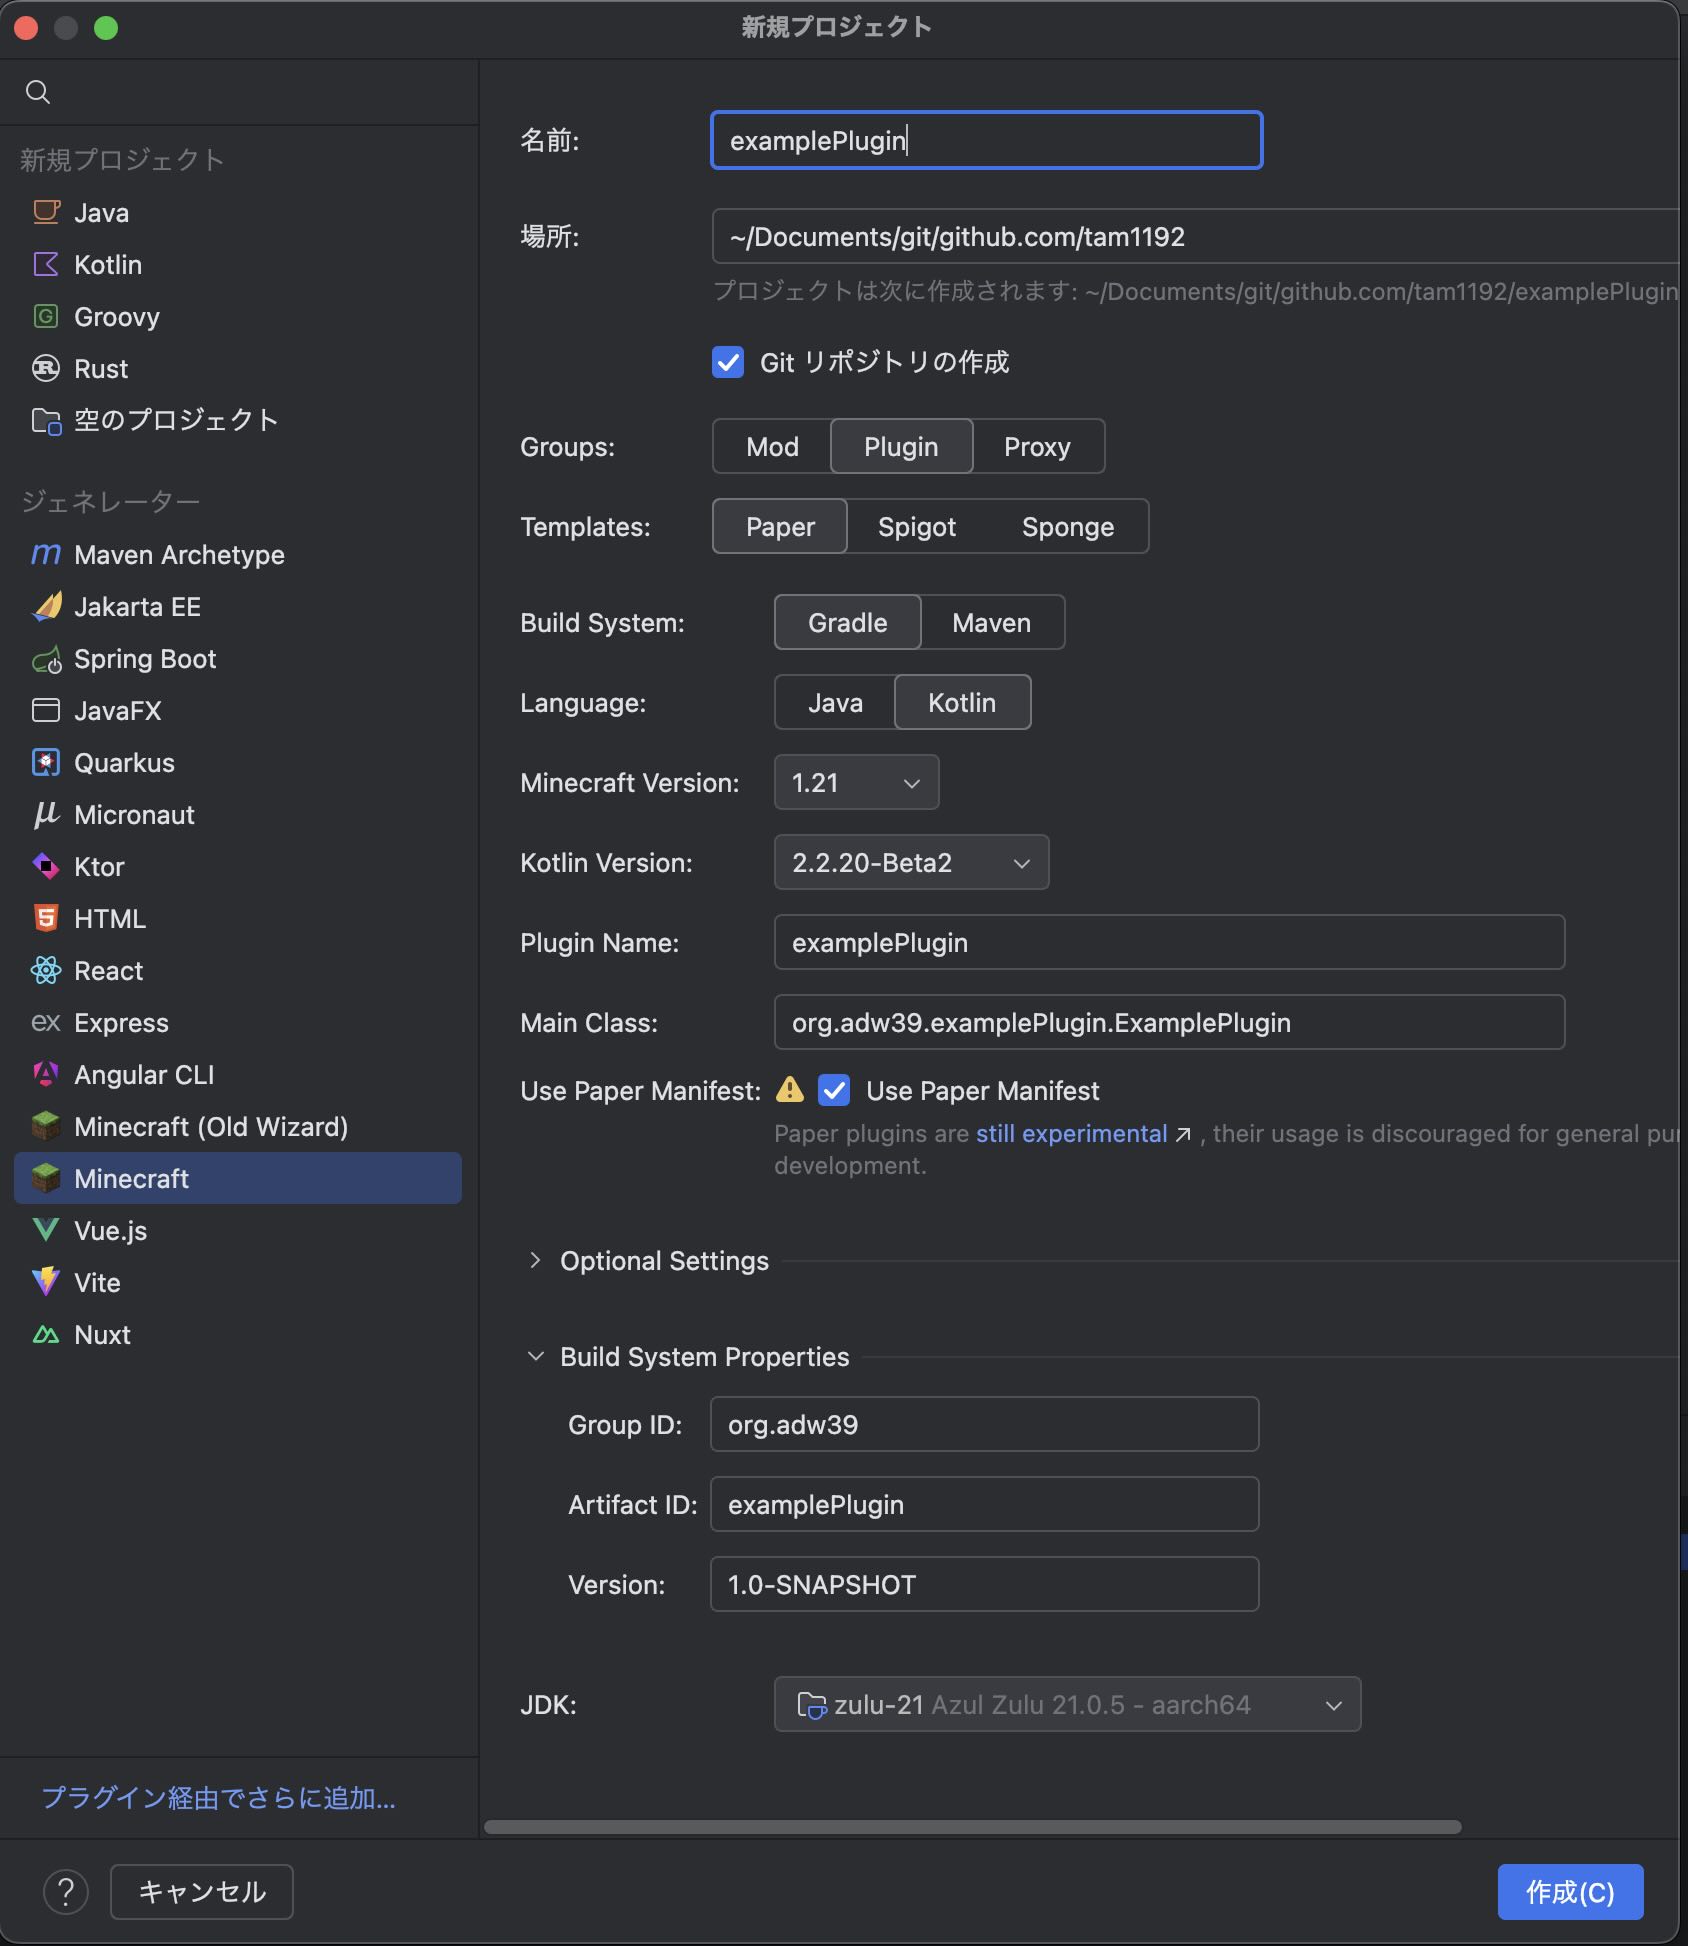 新規プロジェクト
新規プロジェクト
Java
Kotlin
Groovy
Rust
空のプロジェクト
ジェネレーター
Maven Archetype
Jakarta EE
Spring Boot
JavaFX
Quarkus
Micronaut
Ktor
HTML
React
Express
Angular CLI
Minecraft (Old Wizard)
Minecraft
Vue.js
Vite
Nuxt
プラグイン経由でさらに追加...
名前: examplePlugin
場所: ~/Documents/git/github.com/tam1192
プロジェクトは次に作成されます: ~/Documents/git/github.com/tam1192/examplePlugin
Git リポジトリの作成
Groups: Mod Plugin Proxy
Templates: Paper Spigot Sponge
Build System: Gradle Maven
Language: Java Kotlin
Minecraft Version: 1.21
Kotlin Version: 2.2.20-Beta2
Plugin Name: examplePlugin
Main Class: org.adw39.examplePlugin.ExamplePlugin
Use Paper Manifest: Use Paper Manifest
Paper plugins are still experimental ↗ , their usage is discouraged for general
development.
Optional Settings
Build System Properties
Group ID: org.adw39
Artifact ID: examplePlugin
Version: 1.0-SNAPSHOT
JDK: zulu-21 Azul Zulu 21.0.5 - aarch64
? キャンセル 作成(C)